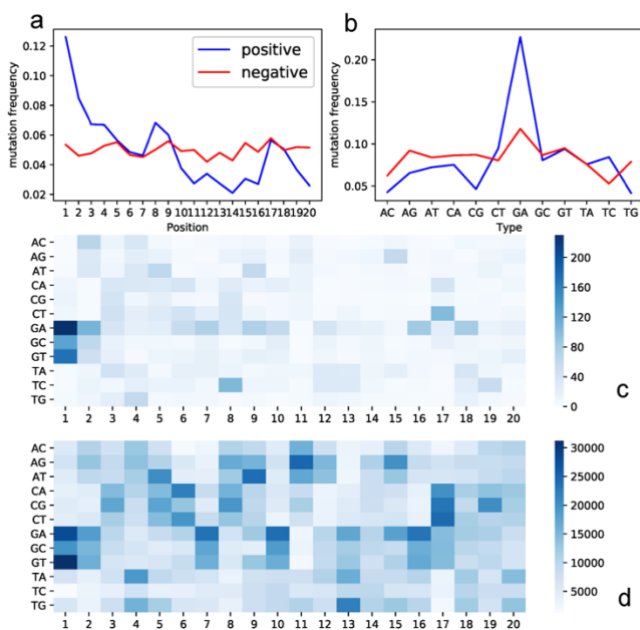 a
b
0.12
0.10
0.08
0.06
0.04
0.02
mutation frequency
positive
negative
1 2 3 4 5 6 7 8 9 10 11 12 13 14 15 16 17 18 19 20
Position
0.20
0.15
0.10
0.05
mutation frequency
AC AG AT CA CG CT GA GC GT TA TC TG
Type
AC
AG
AT
CA
CG
CT
GA
GC
GT
TA
TC
TG
1 2 3 4 5 6 7 8 9 10 11 12 13 14 15 16 17 18 19 20
200
160
120
80
40
0
c
AC
AG
AT
CA
CG
CT
GA
GC
GT
TA
TC
TG
1 2 3 4 5 6 7 8 9 10 11 12 13 14 15 16 17 18 19 20
30000
25000
20000
15000
10000
5000
d